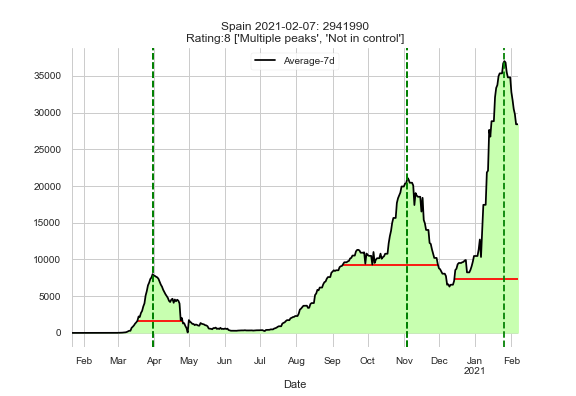 Spain 2021-02-07: 2941990
Rating:8 ['Multiple peaks', 'Not in control']
Average-7d
35000
30000
25000
20000
15000
10000
5000
0
Feb Mar Apr May Jun Jul Aug Sep Oct Nov Dec Jan Feb
2021
Date